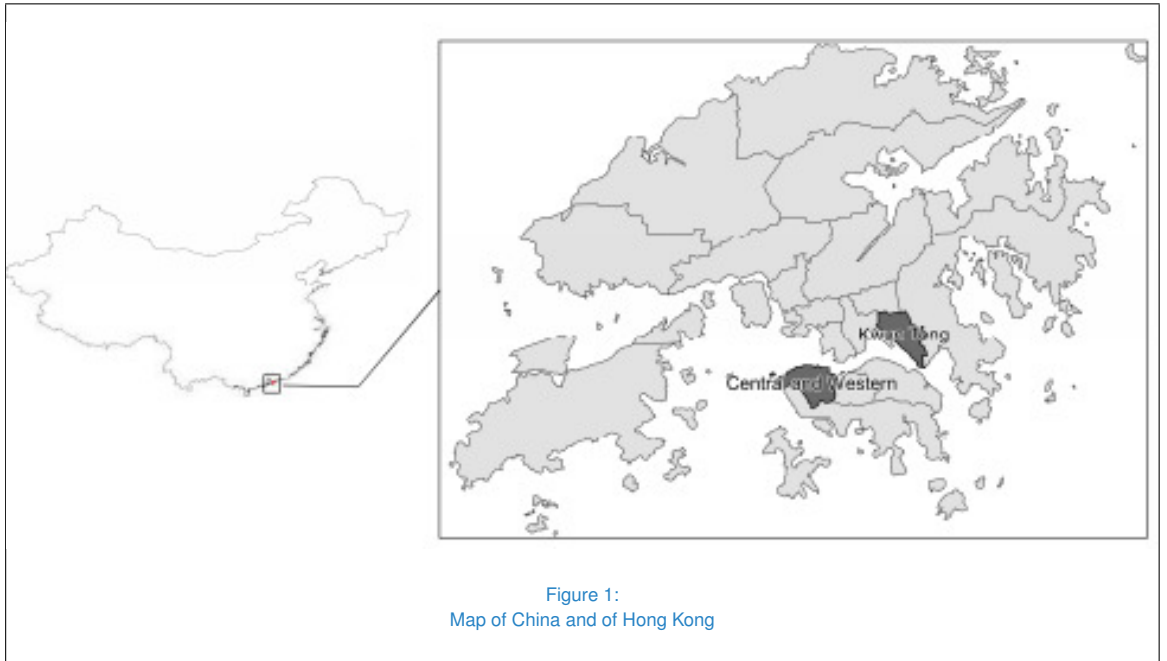 Kwun Tong
Central and Western
Figure 1:
Map of China and of Hong Kong